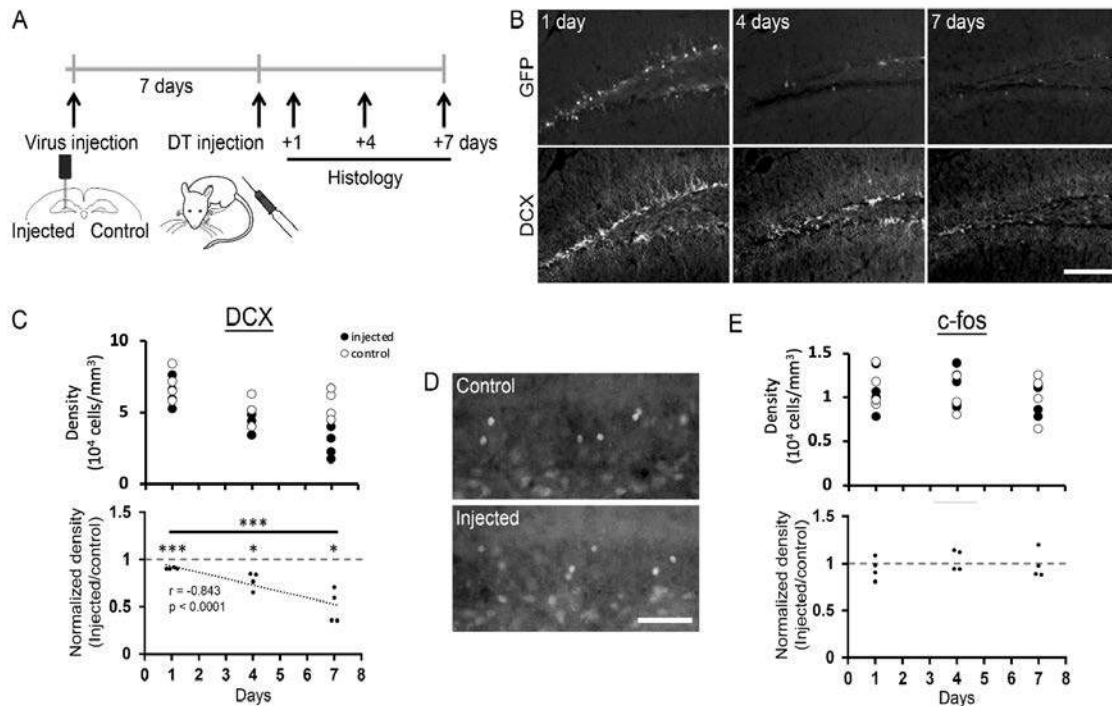 A
7 days
Virus injection
DT injection
+1
+4
+7 days
Histology
Injected
Control
B
1 day
4 days
7 days
GFP
DCX
C
DCX
injected
control
10
5
0
Density
(10⁴ cells/mm³)
***
***
*
*
1.5
1
0.5
0
r = -0.843
p < 0.0001
Normalized density
(Injected/control)
0 1 2 3 4 5 6 7 8
Days
D
Control
Injected
E
c-fos
1.5
1
0.5
0
Density
(10⁴ cells/mm³)
1.5
1
0.5
0
Normalized density
(Injected/control)
0 1 2 3 4 5 6 7 8
Days